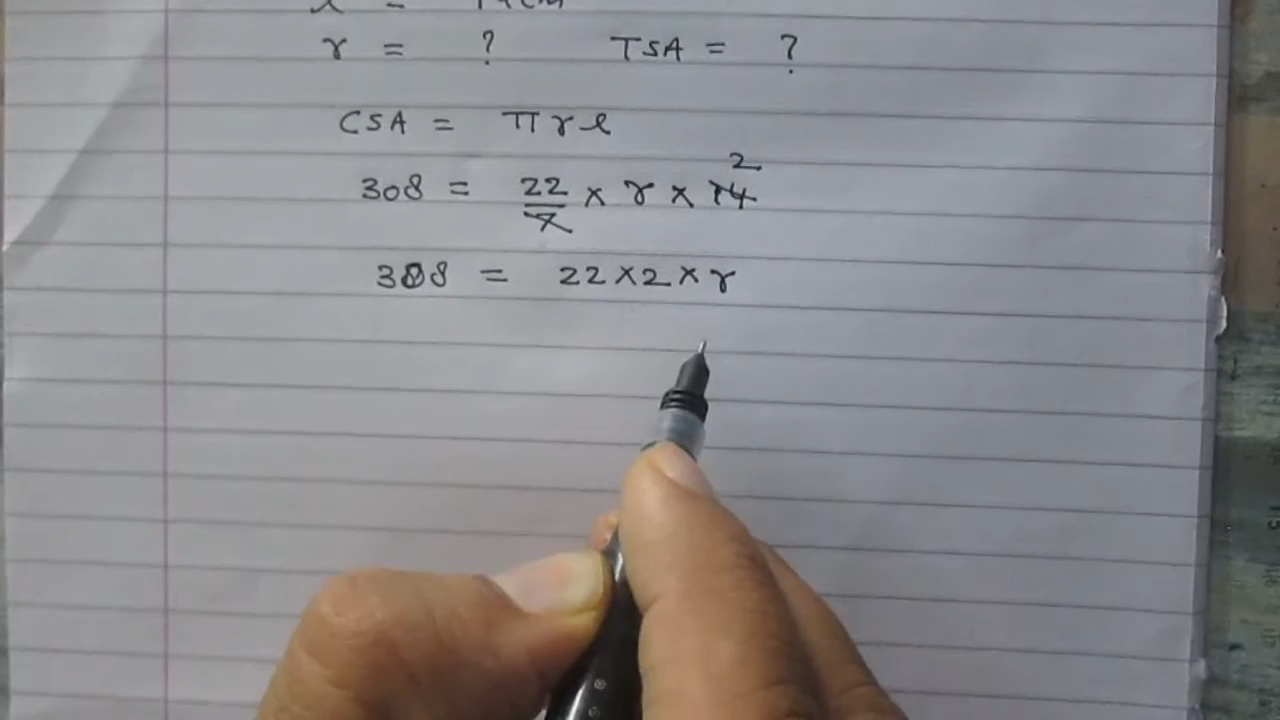 r = ? TSA = ?
CSA = πrl
2
308 = 22/7 × r × 14
308 = 22×2×r